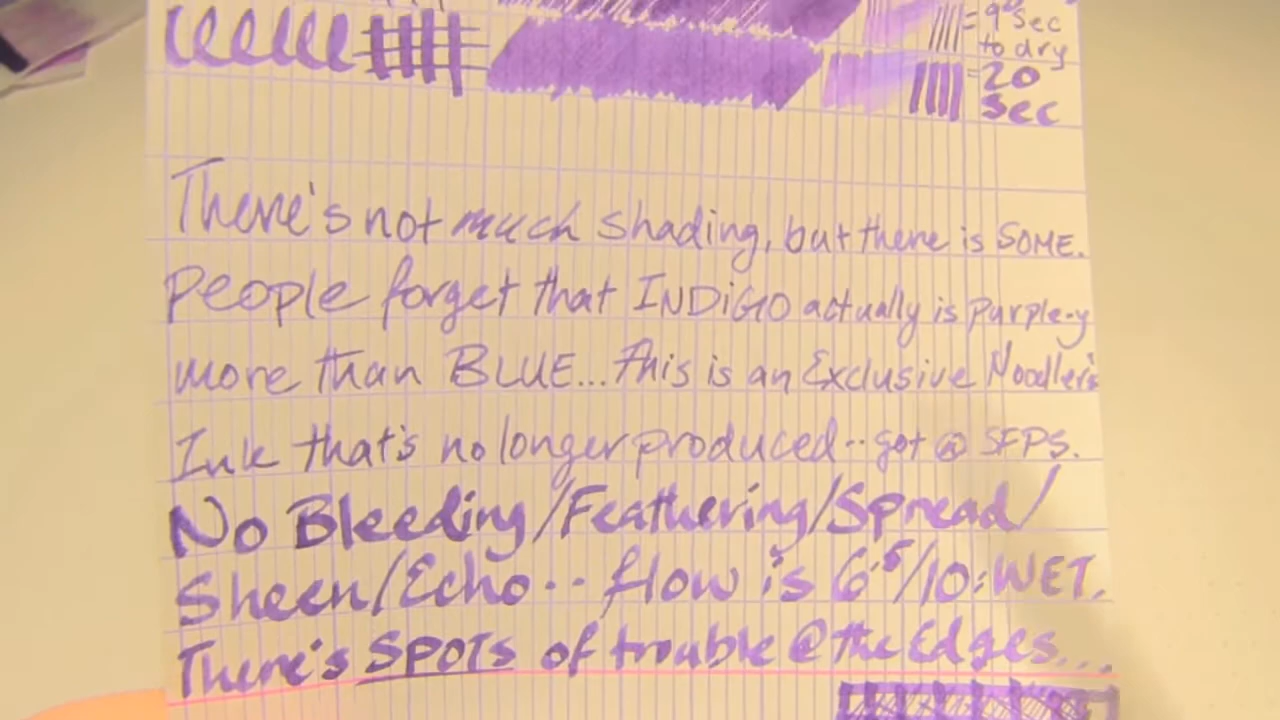 = 9 sec
to dry
= 20
sec
There's not much shading, but there is SOME.
People forget that INDiGO actually is purple-y
more than BLUE... This is an Exclusive Noodler's
Ink that's no longer produced.. got @ SFPS.
No Bleeding/Feathering/Spread/
Sheen/Echo.. flow is 6.5/10: WET.
There's SPOTS of trouble @ the Edges...